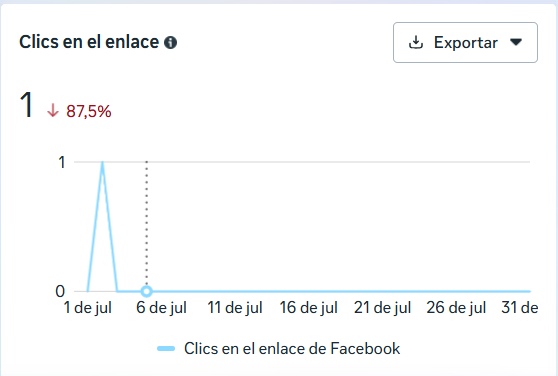 Clics en el enlace
Exportar
1 ↓ 87,5%
1
0
1 de jul 6 de jul 11 de jul 16 de jul 21 de jul 26 de jul 31 de
Clics en el enlace de Facebook